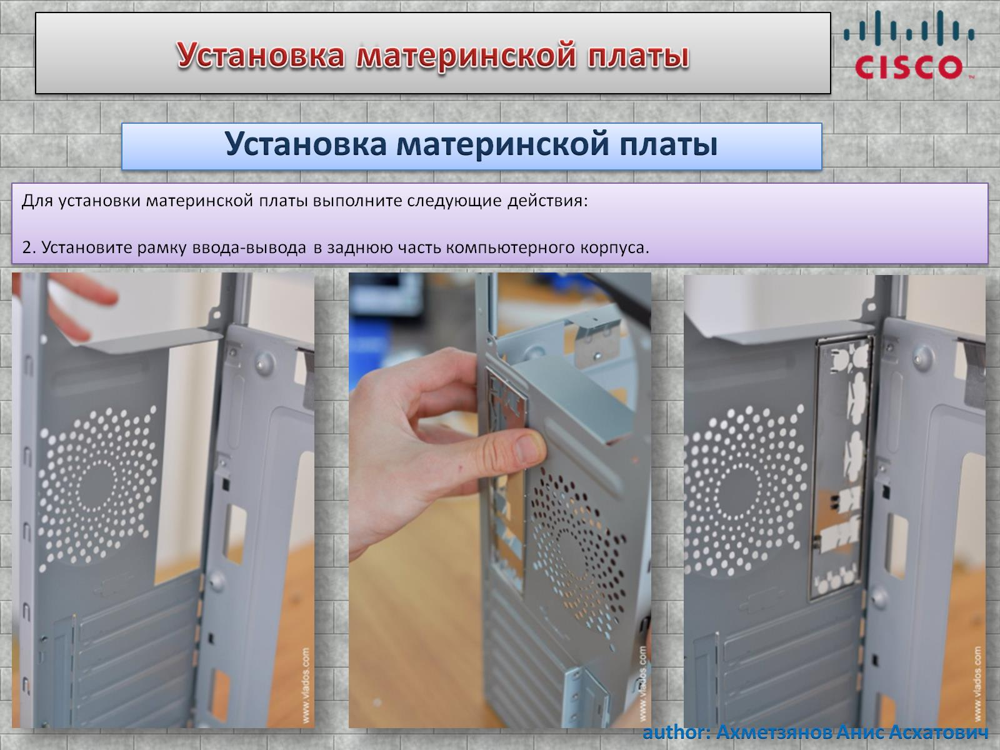 Установка материнской платы
CISCO
Установка материнской платы
Для установки материнской платы выполните следующие действия:
2. Установите рамку ввода-вывода в заднюю часть компьютерного корпуса.
www.vlados.com
www.vlados.com
www.vlados.com
author: Ахметзянов Анис Асхатович